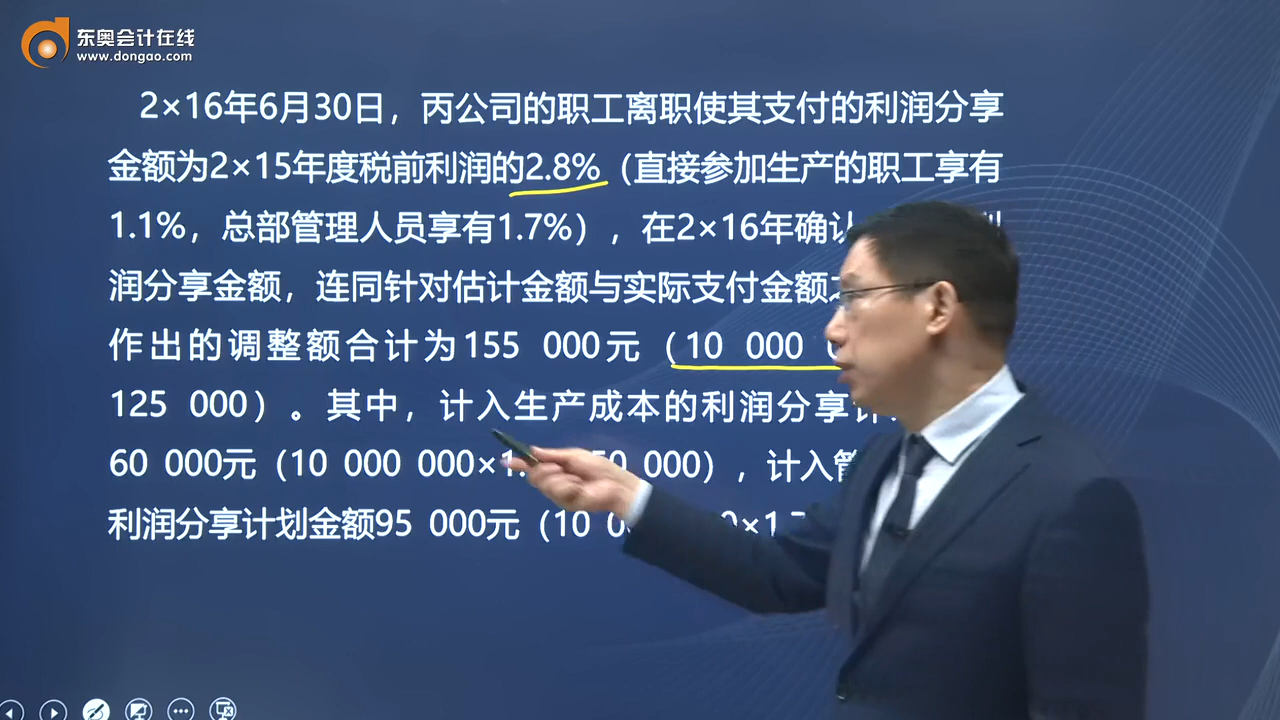 东奥会计在线
www.dongao.com
2×16年6月30日，丙公司的职工离职使其支付的利润分享
金额为2×15年度税前利润的2.8%（直接参加生产的职工享有
1.1%，总部管理人员享有1.7%），在2×16年确认
润分享金额，连同针对估计金额与实际支付金额
作出的调整额合计为155 000元（10 000
125 000）。其中，计入生产成本的利润分享计
60 000元（10 000 000×1. 50 000），计入管
利润分享计划金额95 000元（10 0 0×1.7